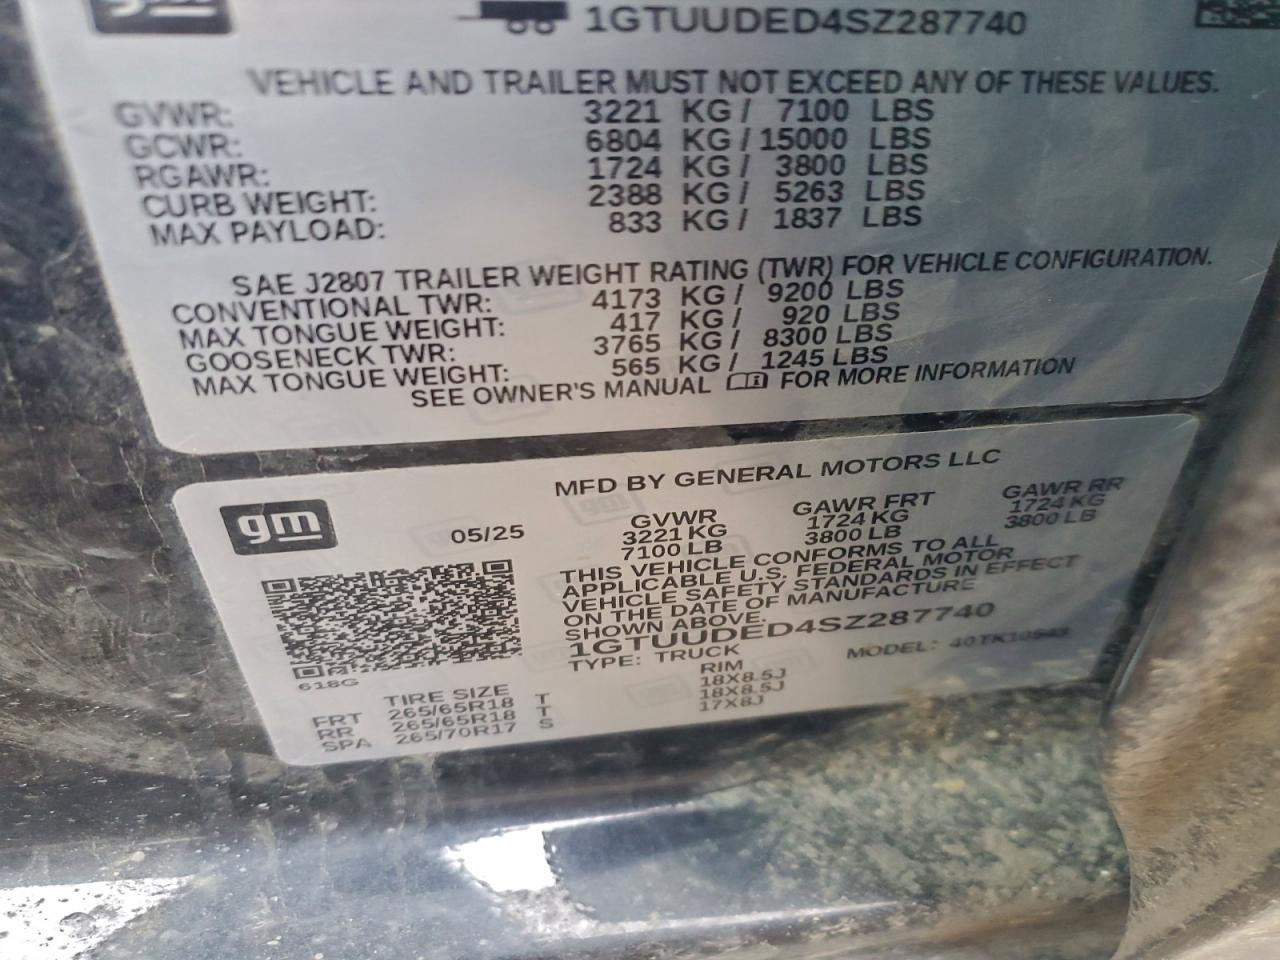 gm 1GTUUDED4SZ287740
VEHICLE AND TRAILER MUST NOT EXCEED ANY OF THESE VALUES.
GVWR: 3221 KG / 7100 LBS
GCWR: 6804 KG / 15000 LBS
RGAWR: 1724 KG / 3800 LBS
CURB WEIGHT: 2388 KG / 5263 LBS
MAX PAYLOAD: 833 KG / 1837 LBS
SAE J2807 TRAILER WEIGHT RATING (TWR) FOR VEHICLE CONFIGURATION.
CONVENTIONAL TWR: 4173 KG / 9200 LBS
MAX TONGUE WEIGHT: 417 KG / 920 LBS
GOOSENECK TWR: 3765 KG / 8300 LBS
MAX TONGUE WEIGHT: 565 KG / 1245 LBS
SEE OWNER'S MANUAL FOR MORE INFORMATION
MFD BY GENERAL MOTORS LLC
gm 05/25
GVWR GAWR FRT GAWR RR
3221 KG 1724 KG 1724 KG
7100 LB 3800 LB 3800 LB
THIS VEHICLE CONFORMS TO ALL
APPLICABLE U.S. FEDERAL MOTOR
VEHICLE SAFETY STANDARDS IN EFFECT
ON THE DATE OF MANUFACTURE
SHOWN ABOVE.
1GTUUDED4SZ287740
TYPE: TRUCK MODEL: 40TK10543
618G
TIRE SIZE RIM
FRT 265/65R18 T 18X8.5J
RR 265/65R18 T 18X8.5J
SPA 265/70R17 S 17X8J